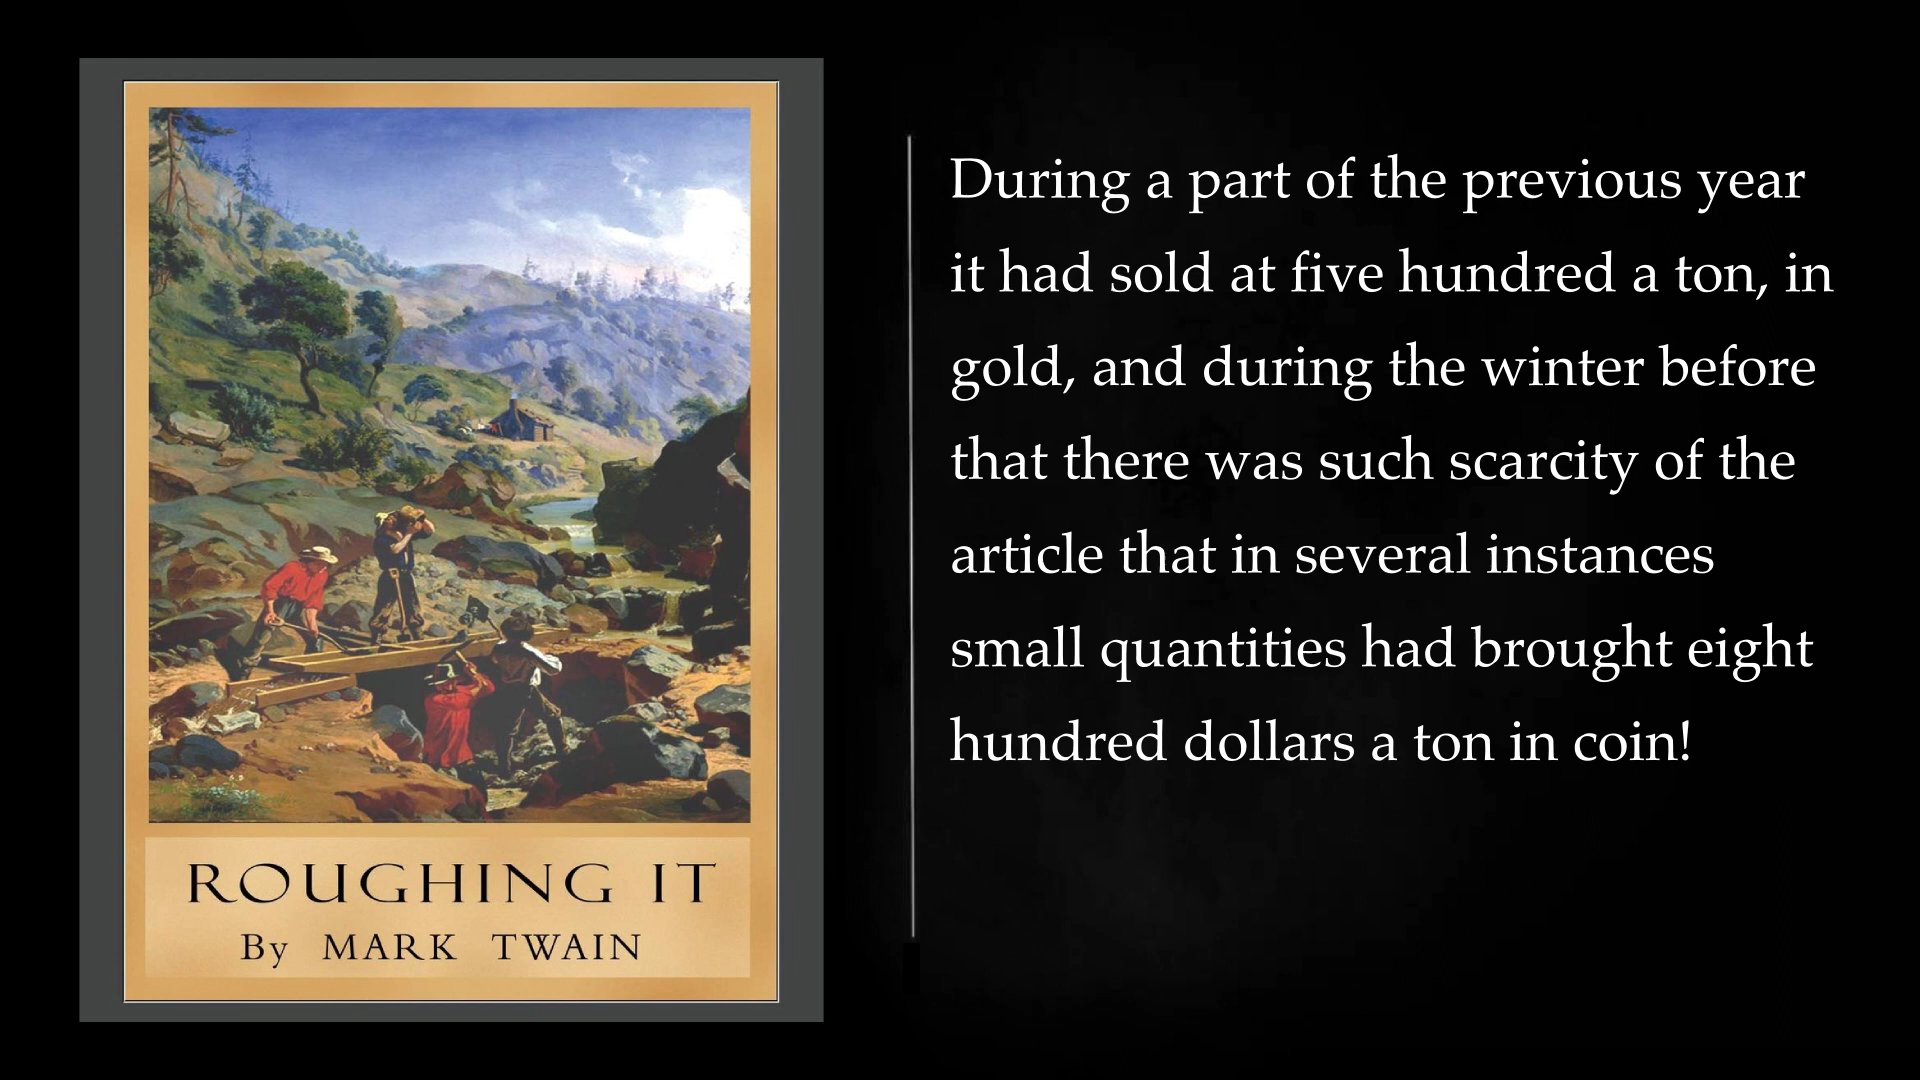 ROUGHING IT
By MARK TWAIN
During a part of the previous year
it had sold at five hundred a ton, in
gold, and during the winter before
that there was such scarcity of the
article that in several instances
small quantities had brought eight
hundred dollars a ton in coin!